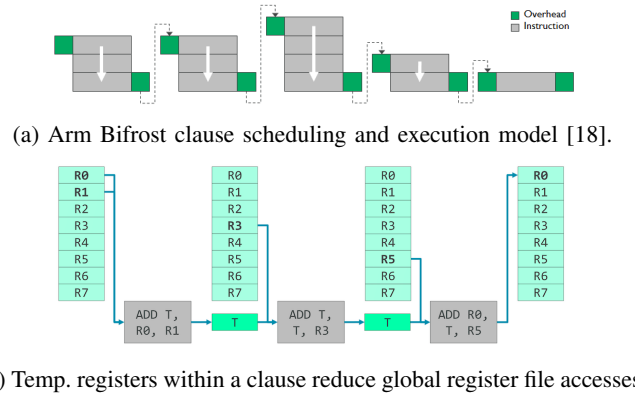 Overhead
Instruction
(a) Arm Bifrost clause scheduling and execution model [18].
R0 R0 R0 R0
R1 R1 R1 R1
R2 R2 R2 R2
R3 R3 R3 R3
R4 R4 R4 R4
R5 R5 R5 R5
R6 R6 R6 R6
R7 R7 R7 R7
ADD T, ADD T, ADD R0,
R0, R1 T T, R3 T T, R5
) Temp. registers within a clause reduce global register file accesses